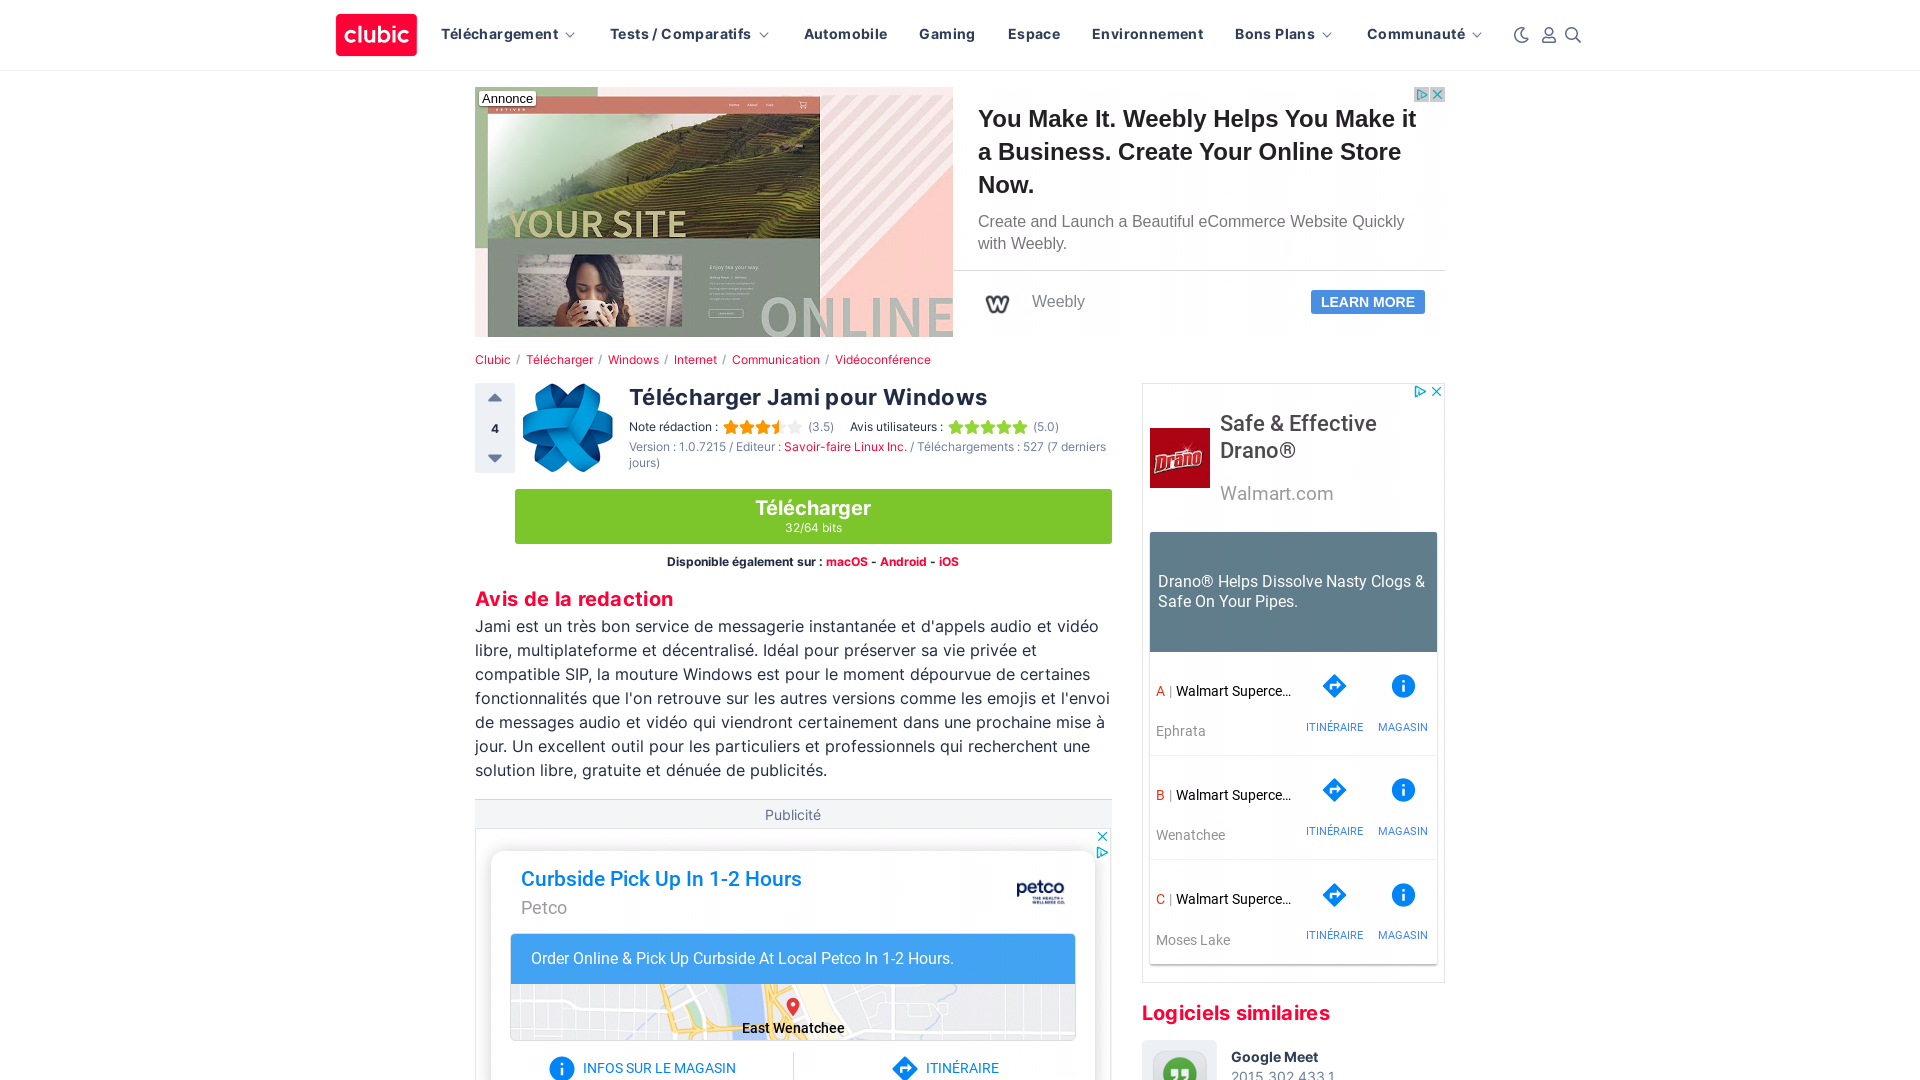 clubic
Téléchargement
Tests / Comparatifs
Automobile
Gaming
Espace
Environnement
Bons Plans
Communauté
Annonce
YOUR SITE
Enjoy tea your way.
ONLINE
You Make It. Weebly Helps You Make it
a Business. Create Your Online Store
Now.
Create and Launch a Beautiful eCommerce Website Quickly
with Weebly.
Weebly
LEARN MORE
Clubic / Télécharger / Windows / Internet / Communication / Vidéoconférence
4
Télécharger Jami pour Windows
Note rédaction : (3.5) Avis utilisateurs : (5.0)
Version : 1.0.7215 / Editeur : Savoir-faire Linux Inc. / Téléchargements : 527 (7 derniers
jours)
Télécharger
32/64 bits
Disponible également sur : macOS - Android - iOS
Avis de la redaction
Jami est un très bon service de messagerie instantanée et d'appels audio et vidéo
libre, multiplateforme et décentralisé. Idéal pour préserver sa vie privée et
compatible SIP, la mouture Windows est pour le moment dépourvue de certaines
fonctionnalités que l'on retrouve sur les autres versions comme les emojis et l'envoi
de messages audio et vidéo qui viendront certainement dans une prochaine mise à
jour. Un excellent outil pour les particuliers et professionnels qui recherchent une
solution libre, gratuite et dénuée de publicités.
Publicité
Curbside Pick Up In 1-2 Hours
Petco
petco
THE HEALTH +
WELLNESS CO.
Order Online & Pick Up Curbside At Local Petco In 1-2 Hours.
East Wenatchee
INFOS SUR LE MAGASIN
ITINÉRAIRE
Safe & Effective
Drano®
Drāno
Walmart.com
Drano® Helps Dissolve Nasty Clogs &
Safe On Your Pipes.
A | Walmart Superce...
Ephrata
ITINÉRAIRE
MAGASIN
B | Walmart Superce...
Wenatchee
ITINÉRAIRE
MAGASIN
C | Walmart Superce...
Moses Lake
ITINÉRAIRE
MAGASIN
Logiciels similaires
Google Meet
2015.302.433.1